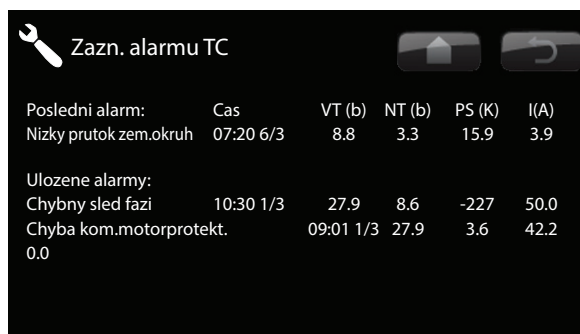 Zazn. alarmu TC
Posledni alarm: Cas VT (b) NT (b) PS (K) I(A)
Nizky prutok zem.okruh 07:20 6/3 8.8 3.3 15.9 3.9
Ulozene alarmy:
Chybny sled fazi 10:30 1/3 27.9 8.6 -227 50.0
Chyba kom.motorprotekt. 09:01 1/3 27.9 3.6 42.2
0.0